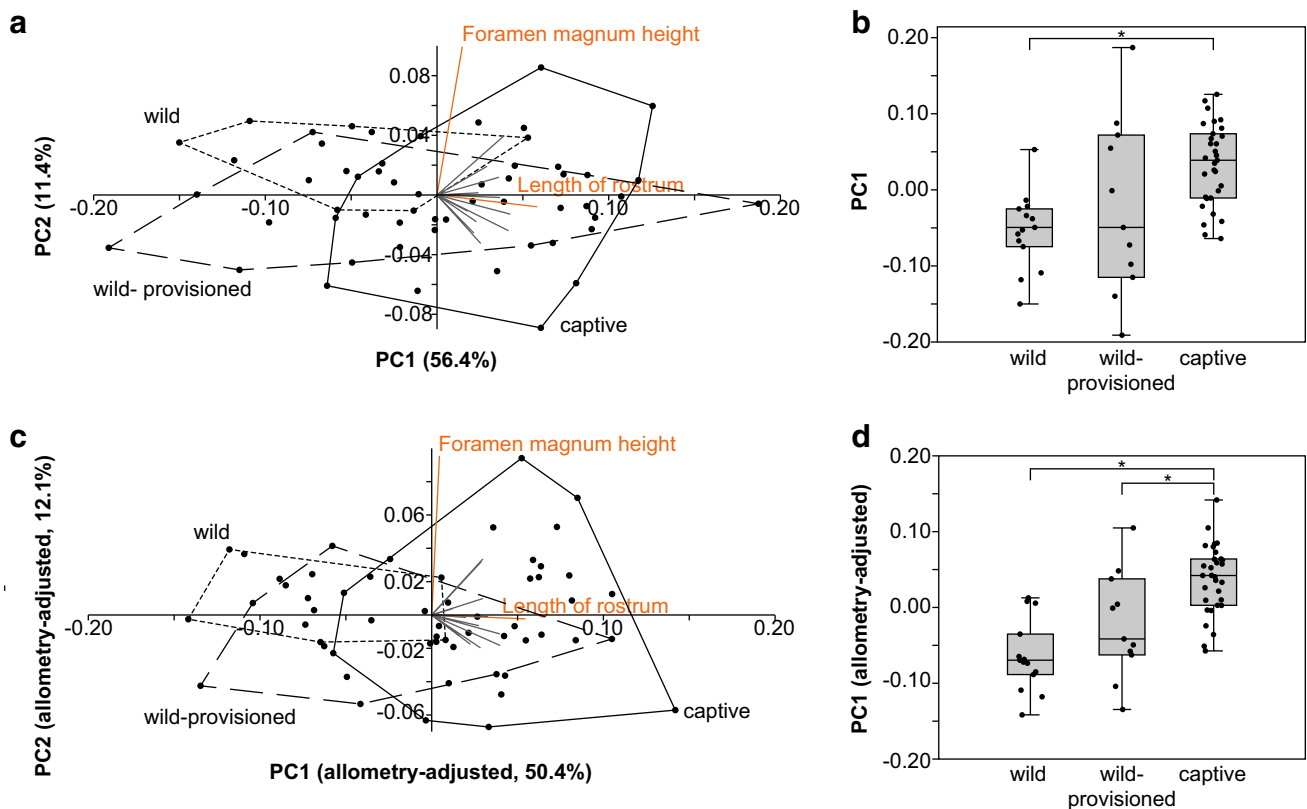 a
Foramen magnum height
0.08
wild
0.04
PC2 (11.4%)
Length of rostrum
-0.20
-0.10
0.10
0.20
-0.04
wild- provisioned
-0.08
captive
PC1 (56.4%)
b
*
0.20
0.10
PC1
0.00
-0.10
-0.20
wild
wild-
provisioned
captive
c
Foramen magnum height
PC2 (allometry-adjusted, 12.1%)
0.06
wild
0.02
Length of rostrum
-0.20
-0.10
0.10
0.20
-0.02
wild-provisioned
-0.06
captive
PC1 (allometry-adjusted, 50.4%)
d
*
*
0.20
0.10
PC1 (allometry-adjusted)
0.00
-0.10
-0.20
wild
wild-
provisioned
captive